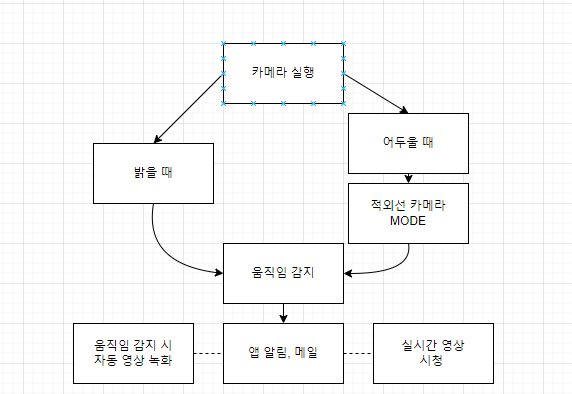 카메라 실행
어두울 때
밝을 때
적외선 카메라
MODE
움직임 감지
움직임 감지 시
자동 영상 녹화
앱 알림, 메일
실시간 영상
시청